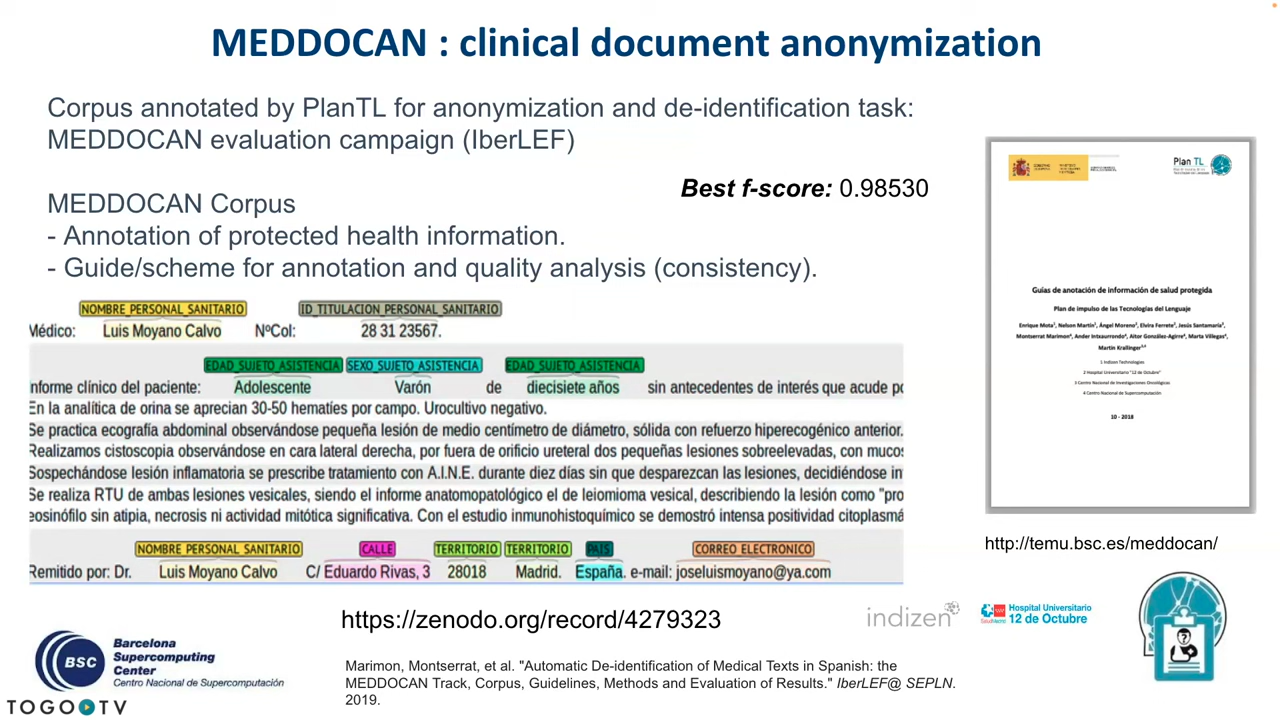 MEDDOCAN : clinical document anonymization
Corpus annotated by PlanTL for anonymization and de-identification task:
MEDDOCAN evaluation campaign (IberLEF)
Best f-score: 0.98530
MEDDOCAN Corpus
- Annotation of protected health information.
- Guide/scheme for annotation and quality analysis (consistency).
NOMBRE_PERSONAL_SANITARIO ID_TITULACION_PERSONAL_SANITARIO
Médico: Luis Moyano Calvo NºCol: 28 31 23567.
EDAD_SUJETO_ASISTENCIA SEXO_SUJETO_ASISTENCIA EDAD_SUJETO_ASISTENCIA
Informe clínico del paciente: Adolescente Varón de diecisiete años sin antecedentes de interés que acude
En la analítica de orina se aprecian 30-50 hematíes por campo. Urocultivo negativo.
Se practica ecografía abdominal observándose pequeña lesión de medio centímetro de diámetro, sólida con refuerzo hiperecogénico anterior.
Realizamos cistoscopia observándose en cara lateral derecha, por fuera de orificio ureteral dos pequeñas lesiones sobreelevadas, con
Sospechándose lesión inflamatoria se prescribe tratamiento con A.I.N.E. durante diez días sin que desparezcan las lesiones, decidiéndose
Se realiza RTU de ambas lesiones vesicales, siendo el informe anatomopatológico el de leiomioma vesical, describiendo la lesión como "pro
eosinófilo sin atipia, necrosis ni actividad mitótica significativa. Con el estudio inmunohistoquímico se demostró intensa positividad citoplasmá
NOMBRE_PERSONAL_SANITARIO CALLE TERRITORIO TERRITORIO PAIS CORREO_ELECTRONICO
Remitido por: Dr. Luis Moyano Calvo C/ Eduardo Rivas, 3 28018 Madrid. España. e-mail: joseluismoyano@ya.com
Plan TL
Guías de anotación de información de salud protegida
Plan de impulso de las Tecnologías del Lenguaje
Enrique Mota¹, Nelson Martín¹, Ángel Moreno², Elvira Ferrete², Jesús Santamaría³,
Montserrat Marimon⁴, Ander Intxaurrondo⁴, Aitor González-Agirre⁴, Marta Villegas⁴,
Martin Krallinger³,⁴
1 Indizen Technologies
2 Hospital Universitario "12 de Octubre"
3 Centro Nacional de Investigaciones Oncológicas
4 Centro Nacional de Supercomputación
10 - 2018
http://temu.bsc.es/meddocan/
https://zenodo.org/record/4279323
indizen
SaludMadrid
Hospital Universitario
12 de Octubre
BSC
Barcelona
Supercomputing
Center
Centro Nacional de Supercomputación
Marimon, Montserrat, et al. "Automatic De-identification of Medical Texts in Spanish: the
MEDDOCAN Track, Corpus, Guidelines, Methods and Evaluation of Results." IberLEF@ SEPLN.
2019.
TOGO TV